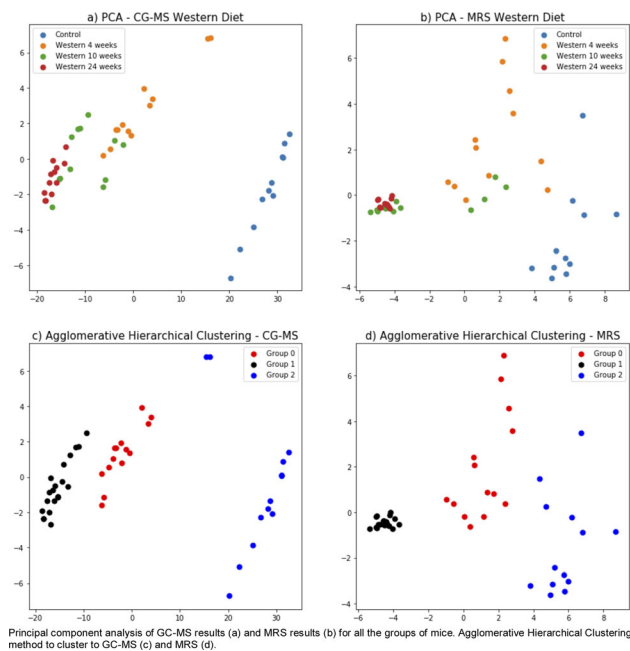 a) PCA - CG-MS Western Diet
Control
Western 4 weeks
Western 10 weeks
Western 24 weeks
6
4
2
0
−2
−4
−6
−20
−10
0
10
20
30
b) PCA - MRS Western Diet
Control
Western 4 weeks
Western 10 weeks
Western 24 weeks
6
4
2
0
−2
−4
−6
−4
−2
0
2
4
6
8
c) Agglomerative Hierarchical Clustering - CG-MS
Group 0
Group 1
Group 2
6
4
2
0
−2
−4
−6
−20
−10
0
10
20
30
d) Agglomerative Hierarchical Clustering - MRS
Group 0
Group 1
Group 2
6
4
2
0
−2
−4
−6
−4
−2
0
2
4
6
8
Principal component analysis of GC-MS results (a) and MRS results (b) for all the groups of mice. Agglomerative Hierarchical Clustering
method to cluster to GC-MS (c) and MRS (d).